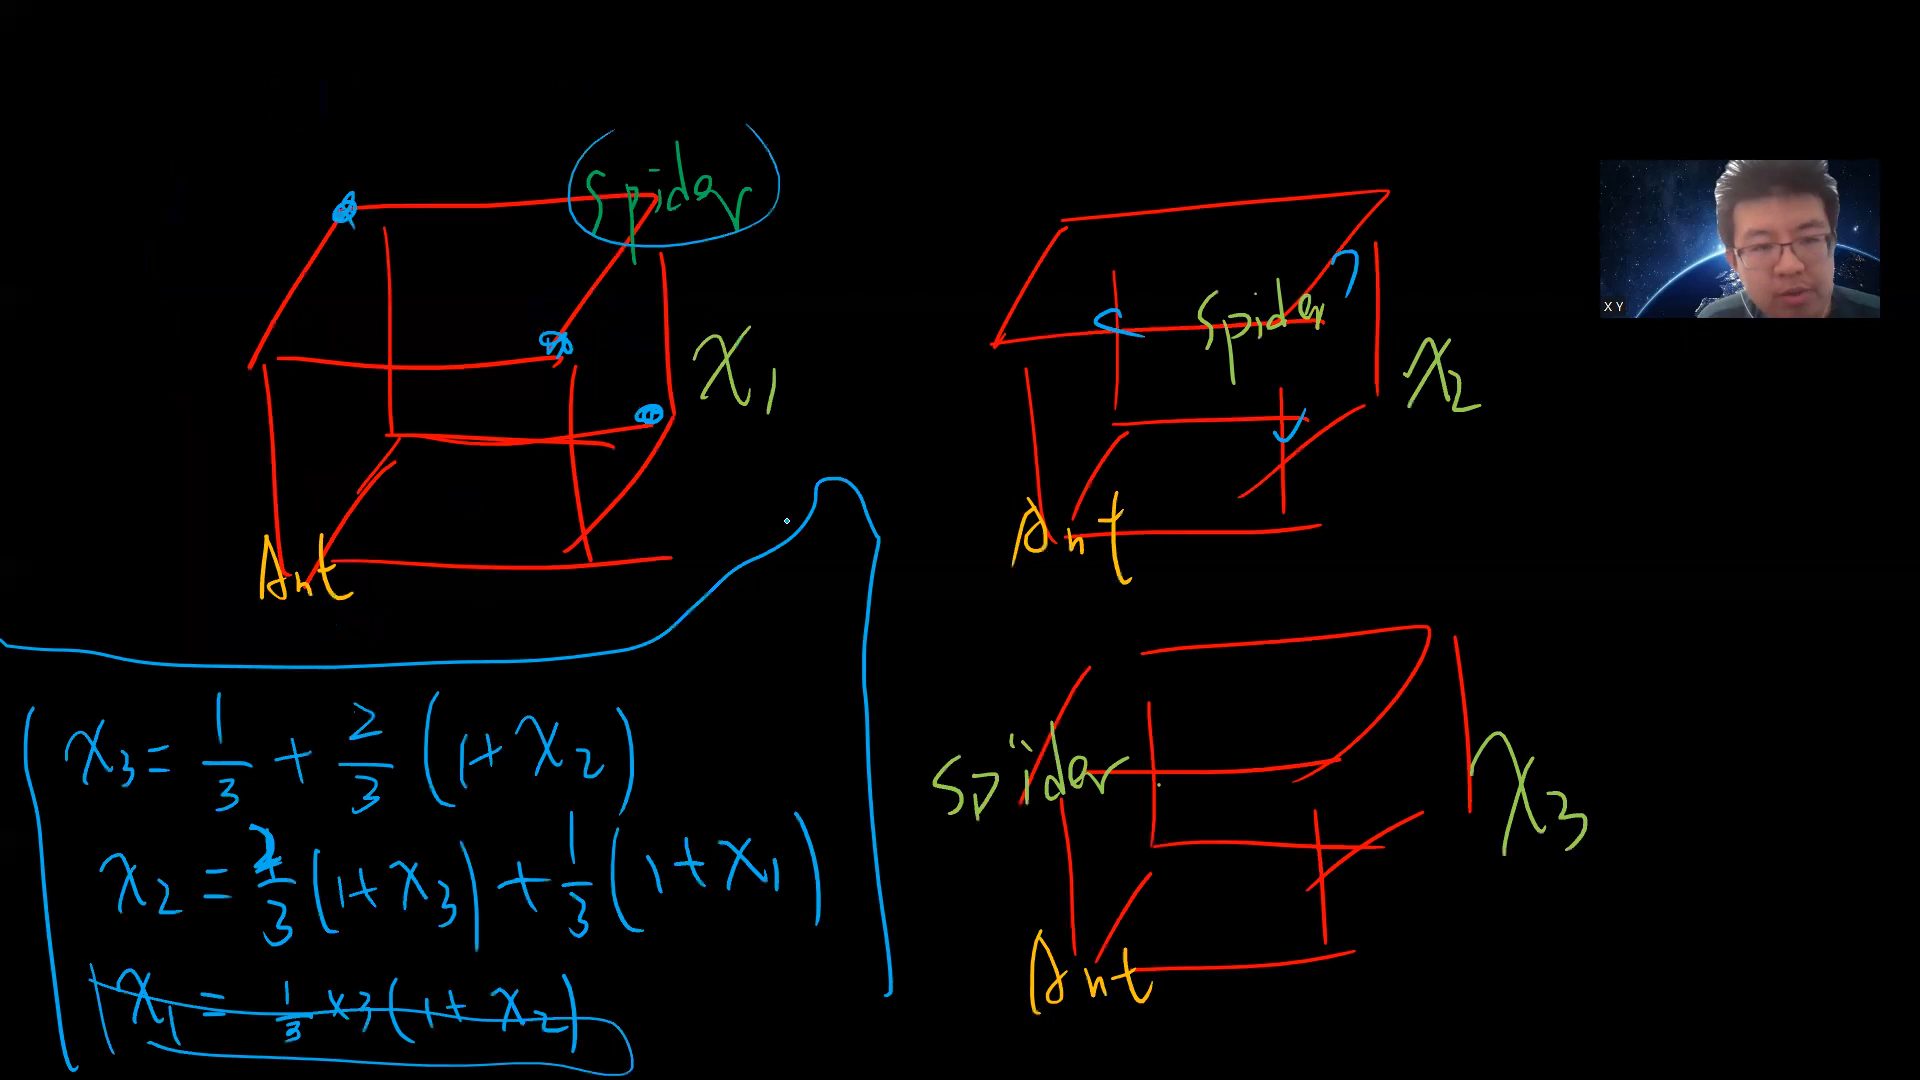 Spider
x₁
Ant
Spider
x₂
Ant
Spider
x₃
Ant
x₃ = 1/3 + 2/3 (1 + x₂)
x₂ = 2/3 (1 + x₃) + 1/3 (1 + x₁)
x₁ = 1/3 × 3 (1 + x₂)
X Y